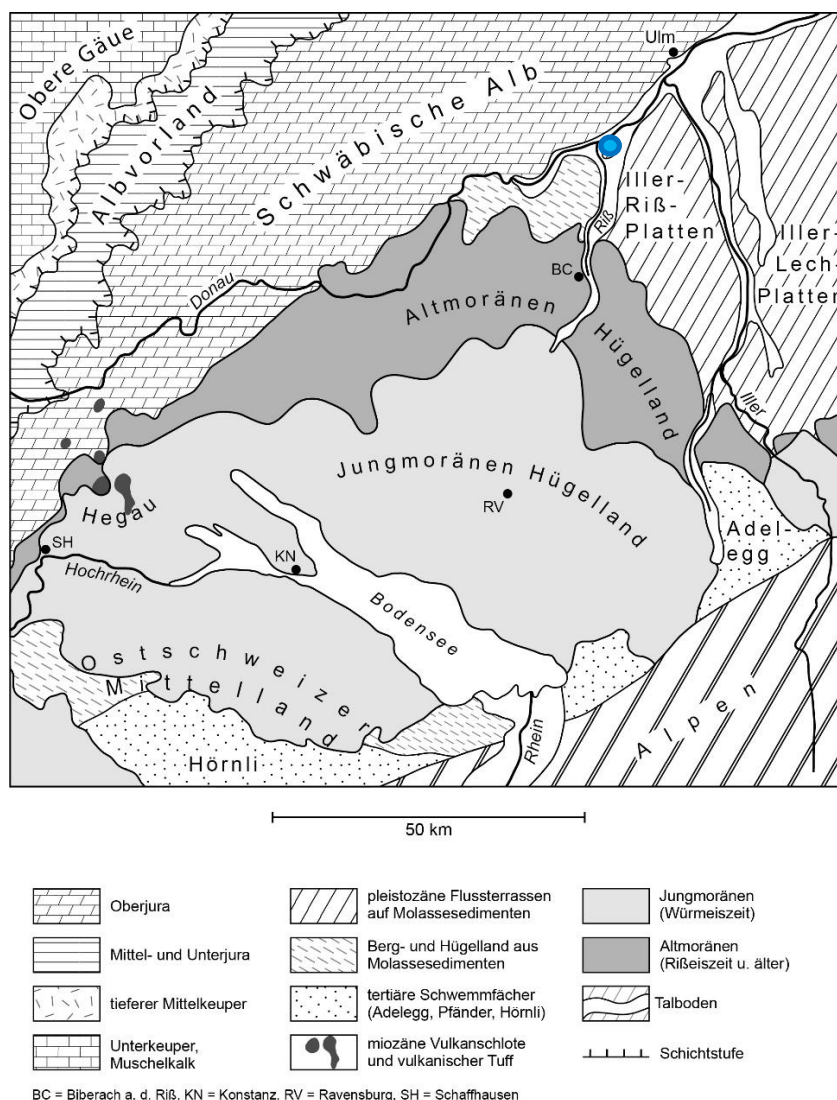 Obere Gäue
Albvorland
Schwäbische Alb
Ulm
Donau
Riß
Iller-
Riß-
Platten
Iller-
Lech-
Platten
BC
Altmoränen
Hügelland
Iller
Jungmoränen Hügelland
RV
Hegau
SH
Hochrhein
KN
Bodensee
Adel-
egg
Ostschweizer
Mittelland
Hörnli
Rhein
Alpen
50 km
Oberjura
Mittel- und Unterjura
tieferer Mittelkeuper
Unterkeuper,
Muschelkalk
pleistozäne Flussterrassen
auf Molassesedimenten
Berg- und Hügelland aus
Molassesedimenten
tertiäre Schwemmfächer
(Adelegg, Pfänder, Hörnli)
miozäne Vulkanschlote
und vulkanischer Tuff
Jungmoränen
(Würmeiszeit)
Altmoränen
(Rißeiszeit u. älter)
Talboden
Schichtstufe
BC = Biberach a. d. Riß, KN = Konstanz, RV = Ravensburg, SH = Schaffhausen